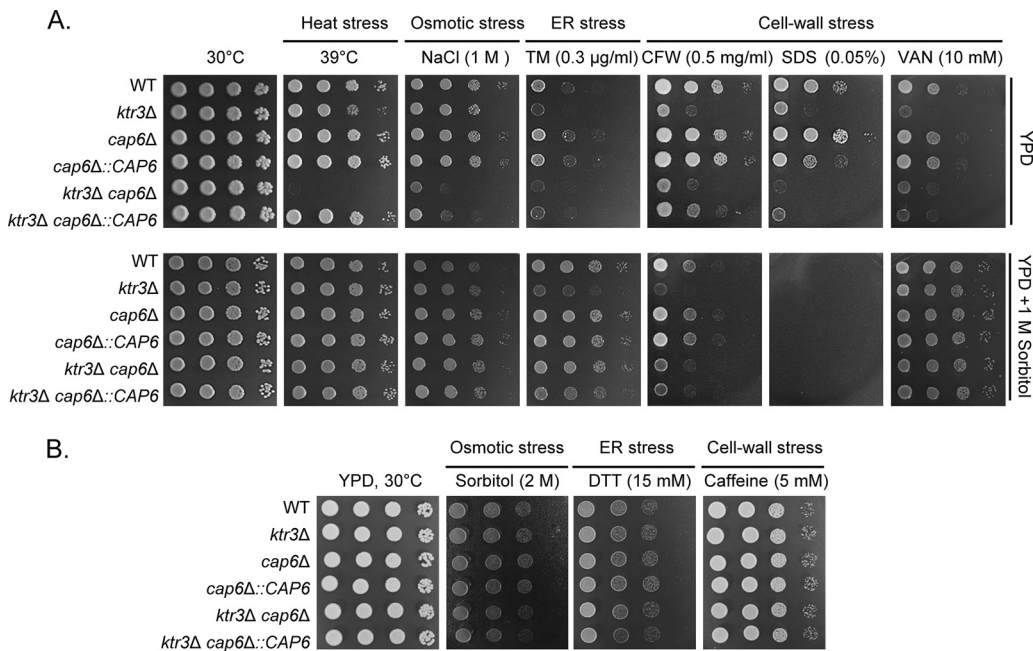 A.
Heat stress Osmotic stress ER stress Cell-wall stress
30°C 39°C NaCl (1 M ) TM (0.3 µg/ml) CFW (0.5 mg/ml) SDS (0.05%) VAN (10 mM)
WT
ktr3Δ
cap6Δ
cap6Δ::CAP6
ktr3Δ cap6Δ
ktr3Δ cap6Δ::CAP6
YPD
WT
ktr3Δ
cap6Δ
cap6Δ::CAP6
ktr3Δ cap6Δ
ktr3Δ cap6Δ::CAP6
YPD + 1 M Sorbitol
B.
Osmotic stress ER stress Cell-wall stress
YPD, 30°C Sorbitol (2 M) DTT (15 mM) Caffeine (5 mM)
WT
ktr3Δ
cap6Δ
cap6Δ::CAP6
ktr3Δ cap6Δ
ktr3Δ cap6Δ::CAP6